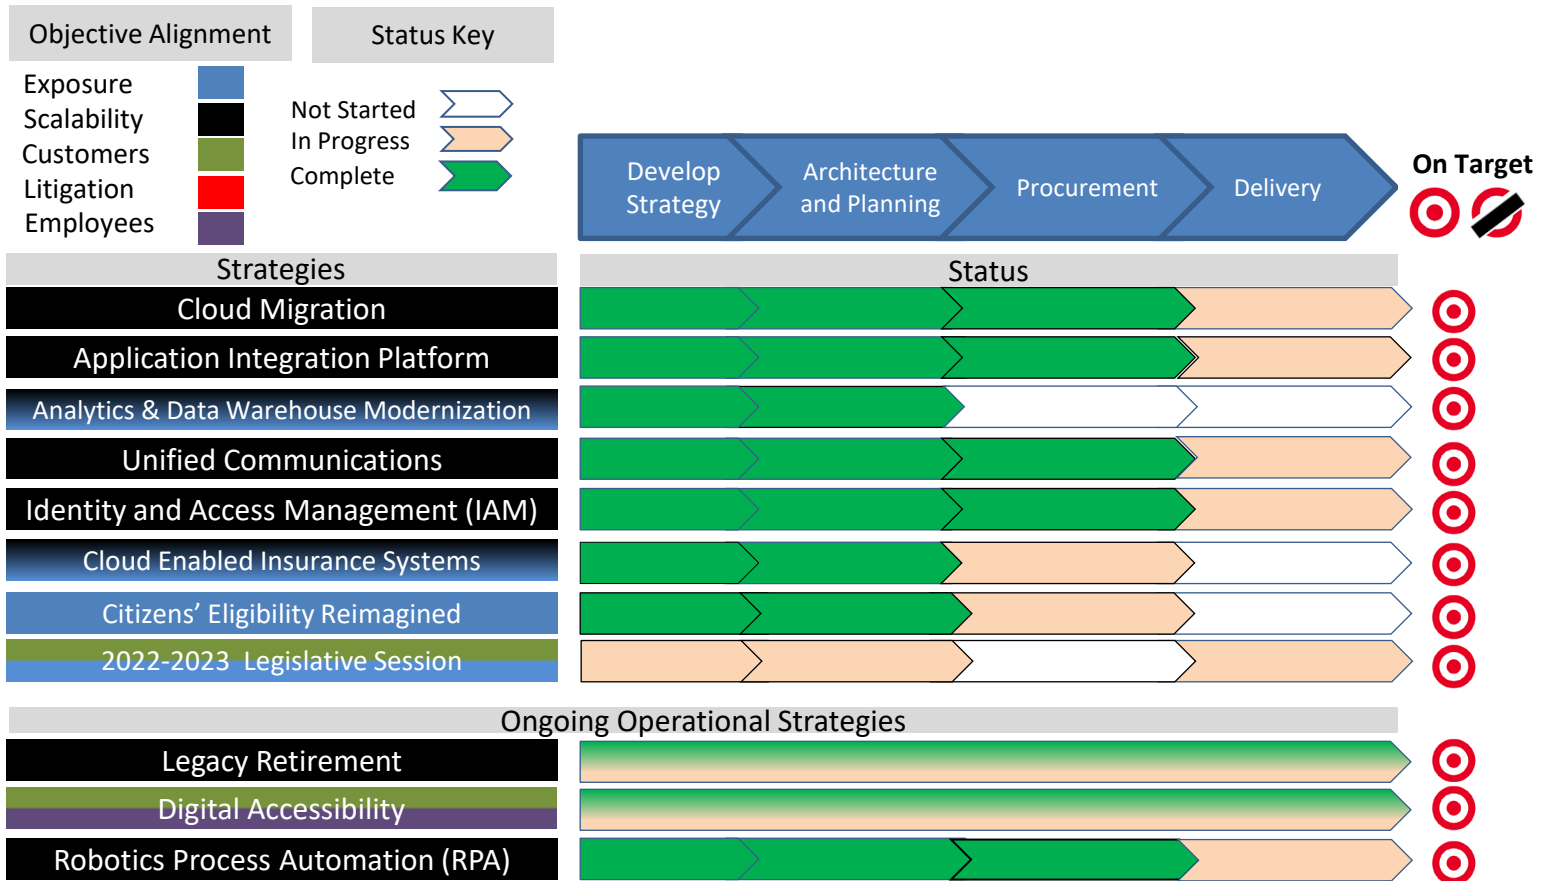 Objective Alignment
Status Key
Exposure
Scalability
Customers
Litigation
Employees
Not Started
In Progress
Complete
Develop
Strategy
Architecture
and Planning
Procurement
Delivery
On Target
Strategies
Status
Cloud Migration
Application Integration Platform
Analytics & Data Warehouse Modernization
Unified Communications
Identity and Access Management (IAM)
Cloud Enabled Insurance Systems
Citizens’ Eligibility Reimagined
2022-2023 Legislative Session
Ongoing Operational Strategies
Legacy Retirement
Digital Accessibility
Robotics Process Automation (RPA)